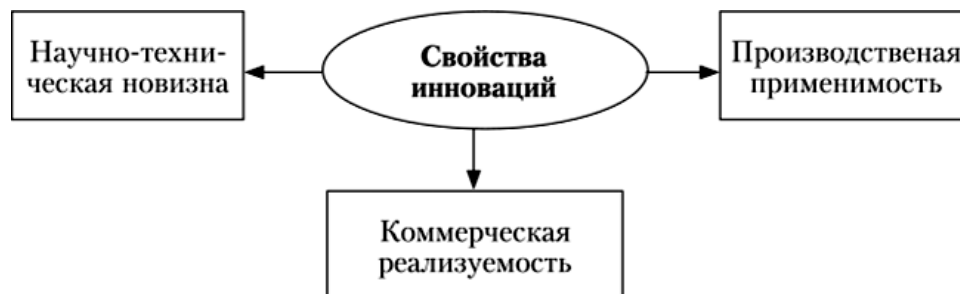 Научно-техни-
ческая новизна
Свойства
инноваций
Производственая
применимость
Коммерческая
реализуемость